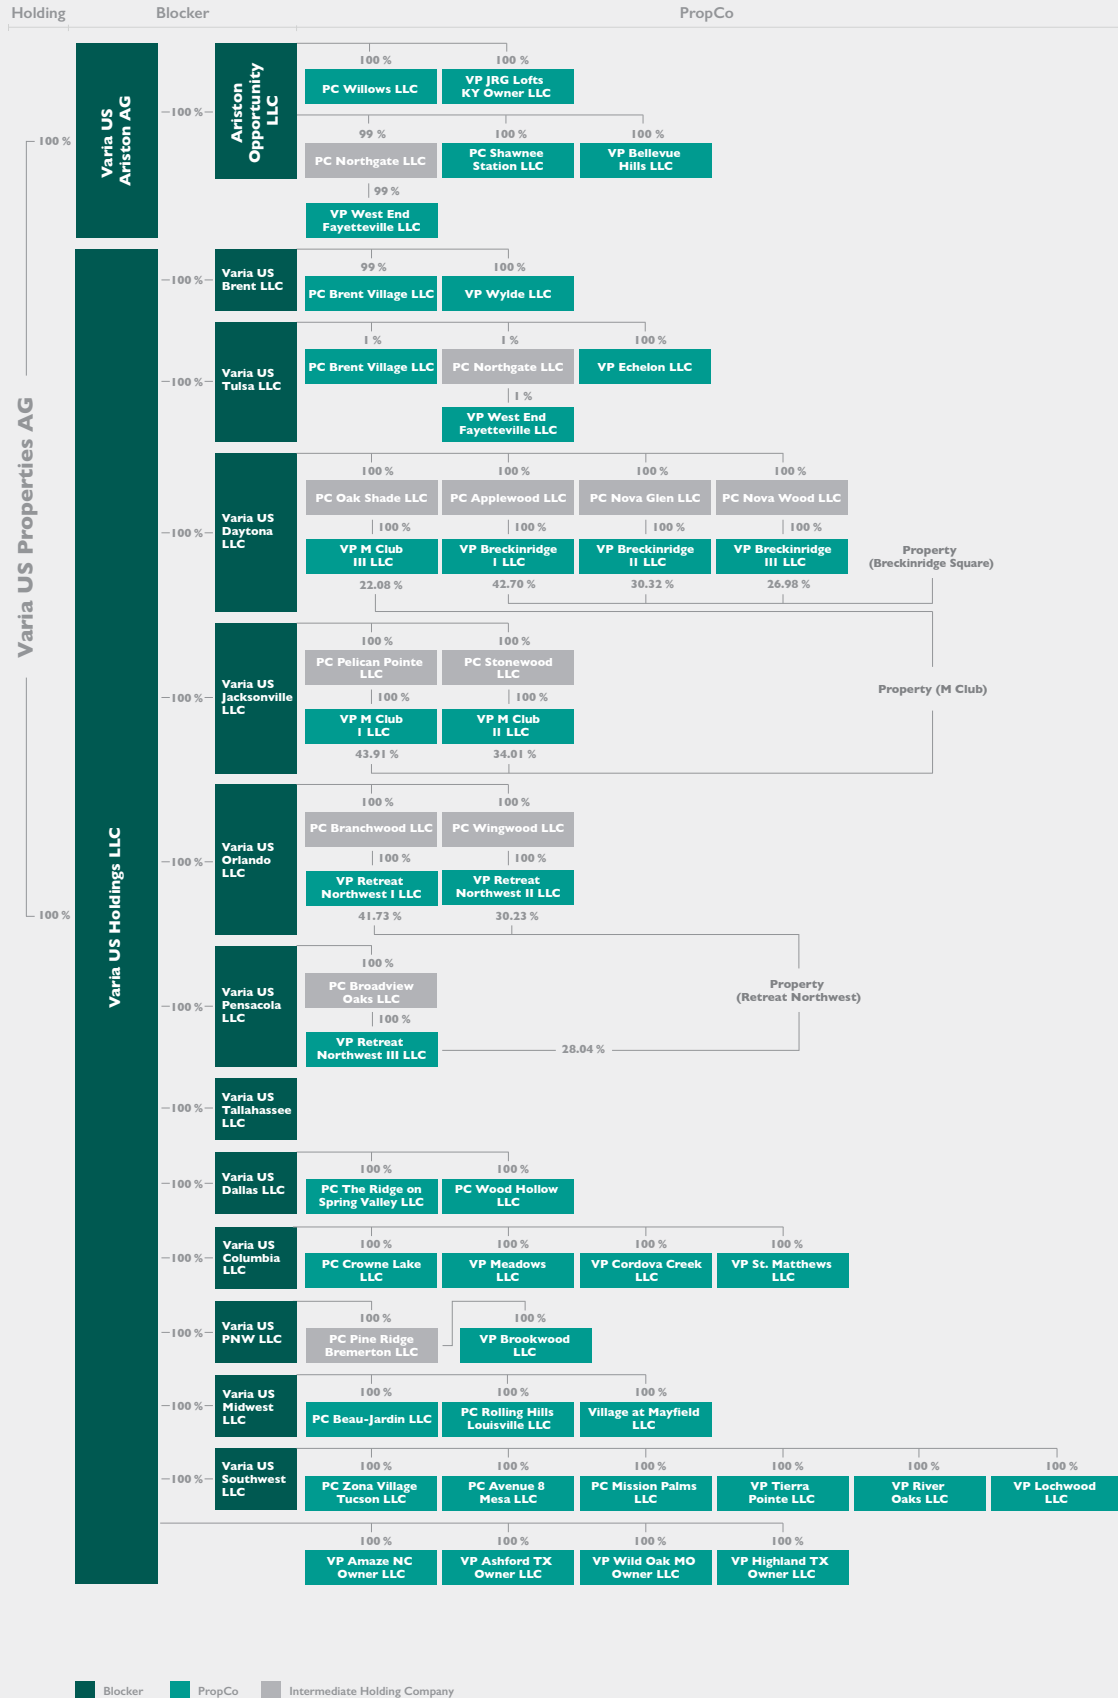 Holding
Blocker
PropCo
Varia US Properties AG
100 %
Varia US
Ariston AG
100 %
Ariston
Opportunity
LLC
100 %
100 %
PC Willows LLC
VP JRG Lofts
KY Owner LLC
99 %
100 %
100 %
PC Northgate LLC
PC Shawnee
Station LLC
VP Bellevue
Hills LLC
99 %
VP West End
Fayetteville LLC
100 %
Varia US Holdings LLC
100 %
Varia US
Brent LLC
99 %
100 %
PC Brent Village LLC
VP Wylde LLC
100 %
Varia US
Tulsa LLC
1 %
1 %
100 %
PC Brent Village LLC
PC Northgate LLC
VP Echelon LLC
1 %
VP West End
Fayetteville LLC
100 %
Varia US
Daytona
LLC
100 %
100 %
100 %
100 %
PC Oak Shade LLC
PC Applewood LLC
PC Nova Glen LLC
PC Nova Wood LLC
100 %
100 %
100 %
100 %
VP M Club
III LLC
VP Breckinridge
I LLC
VP Breckinridge
II LLC
VP Breckinridge
III LLC
Property
(Breckinridge Square)
22.08 %
42.70 %
30.32 %
26.98 %
100 %
Varia US
Jacksonville
LLC
100 %
100 %
PC Pelican Pointe
LLC
PC Stonewood
LLC
100 %
100 %
Property (M Club)
VP M Club
I LLC
VP M Club
II LLC
43.91 %
34.01 %
100 %
Varia US
Orlando
LLC
100 %
100 %
PC Branchwood LLC
PC Wingwood LLC
100 %
100 %
VP Retreat
Northwest I LLC
VP Retreat
Northwest II LLC
41.73 %
30.23 %
100 %
Varia US
Pensacola
LLC
100 %
PC Broadview
Oaks LLC
Property
(Retreat Northwest)
100 %
VP Retreat
Northwest III LLC
28.04 %
100 %
Varia US
Tallahassee
LLC
100 %
Varia US
Dallas LLC
100 %
100 %
PC The Ridge on
Spring Valley LLC
PC Wood Hollow
LLC
100 %
Varia US
Columbia
LLC
100 %
100 %
100 %
100 %
PC Crowne Lake
LLC
VP Meadows
LLC
VP Cordova Creek
LLC
VP St. Matthews
LLC
100 %
Varia US
PNW LLC
100 %
100 %
PC Pine Ridge
Bremerton LLC
VP Brookwood
LLC
100 %
Varia US
Midwest
LLC
100 %
100 %
100 %
PC Beau-Jardin LLC
PC Rolling Hills
Louisville LLC
Village at Mayfield
LLC
100 %
Varia US
Southwest
LLC
100 %
100 %
100 %
100 %
100 %
100 %
PC Zona Village
Tucson LLC
PC Avenue 8
Mesa LLC
PC Mission Palms
LLC
VP Tierra
Pointe LLC
VP River
Oaks LLC
VP Lochwood
LLC
100 %
100 %
100 %
100 %
VP Amaze NC
Owner LLC
VP Ashford TX
Owner LLC
VP Wild Oak MO
Owner LLC
VP Highland TX
Owner LLC
Blocker
PropCo
Intermediate Holding Company